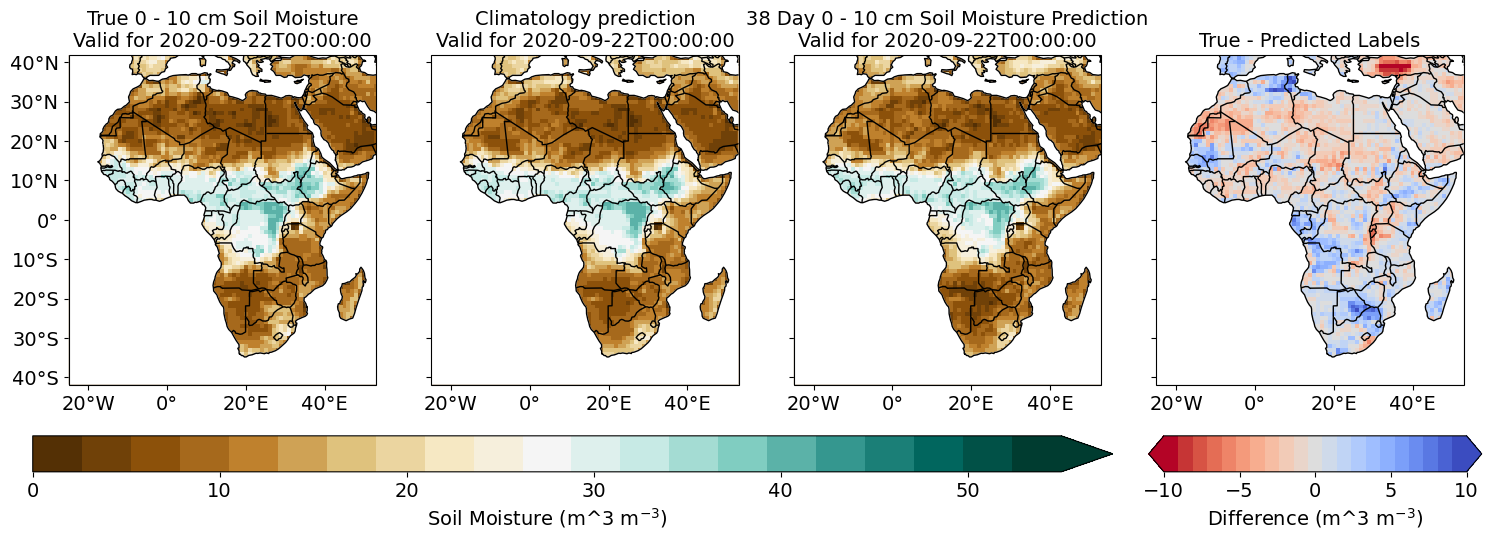 True 0 - 10 cm Soil Moisture
Valid for 2020-09-22T00:00:00
Climatology prediction
Valid for 2020-09-22T00:00:00
38 Day 0 - 10 cm Soil Moisture Prediction
Valid for 2020-09-22T00:00:00
True - Predicted Labels
40°N
30°N
20°N
10°N
0°
10°S
20°S
30°S
40°S
20°W 0° 20°E 40°E
20°W 0° 20°E 40°E
20°W 0° 20°E 40°E
20°W 0° 20°E 40°E
0 10 20 30 40 50
Soil Moisture (m^3 m⁻³)
−10 −5 0 5 10
Difference (m^3 m⁻³)